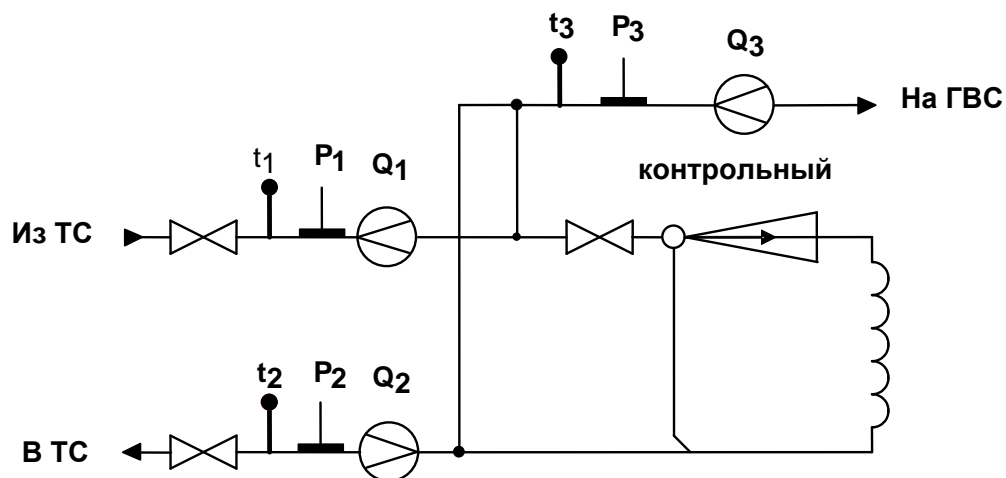 t3 P3 Q3
На ГВС
контрольный
t1 P1 Q1
Из ТС
t2 P2 Q2
В ТС